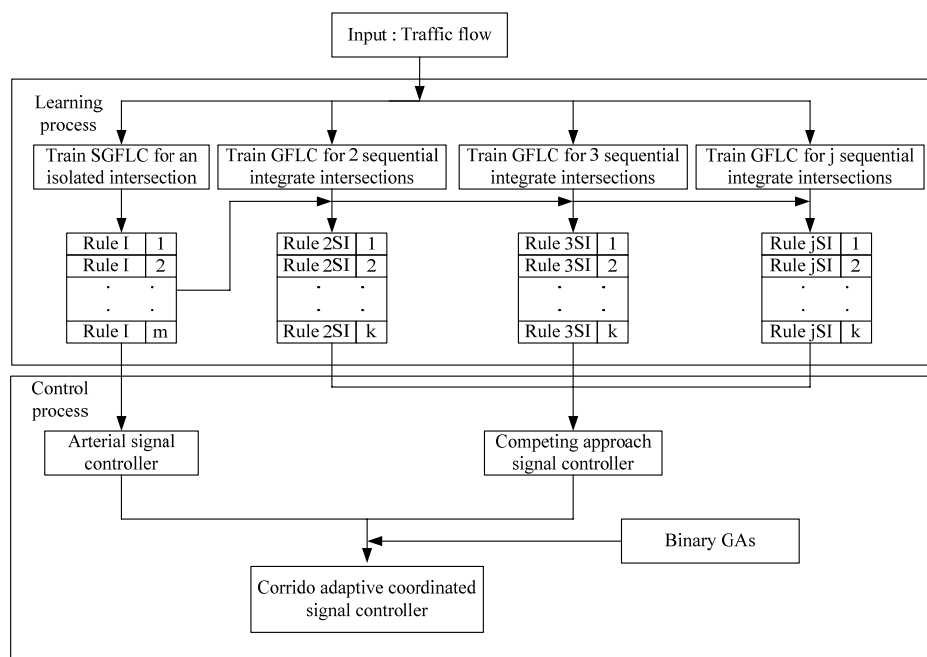 Input : Traffic flow
Learning
process
Train SGFLC for an
isolated intersection
Train GFLC for 2 sequential
integrate intersections
Train GFLC for 3 sequential
integrate intersections
Train GFLC for j sequential
integrate intersections
Rule I 1
Rule I 2
. .
. .
Rule I m
Rule 2SI 1
Rule 2SI 2
. .
. .
Rule 2SI k
Rule 3SI 1
Rule 3SI 2
. .
. .
Rule 3SI k
Rule jSI 1
Rule jSI 2
. .
. .
Rule jSI k
Control
process
Arterial signal
controller
Competing approach
signal controller
Binary GAs
Corrido adaptive coordinated
signal controller